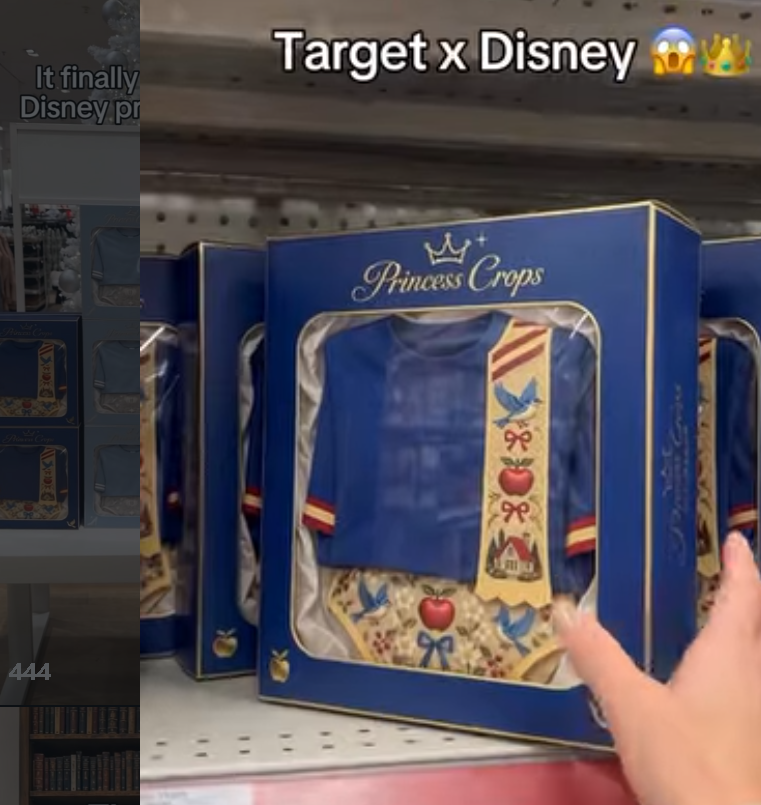 It finally
Disney pr
Target x Disney 😱👑
Princess Crops
444